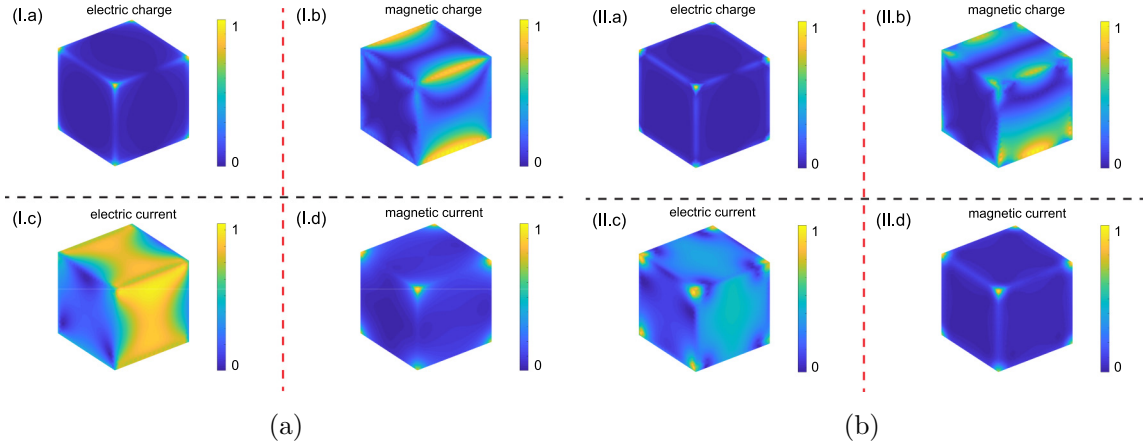 (I.a) electric charge 1 0
(I.b) magnetic charge 1 0
(II.a) electric charge 1 0
(II.b) magnetic charge 1 0
(I.c) electric current 1 0
(I.d) magnetic current 1 0
(II.c) electric current 1 0
(II.d) magnetic current 1 0
(a)
(b)